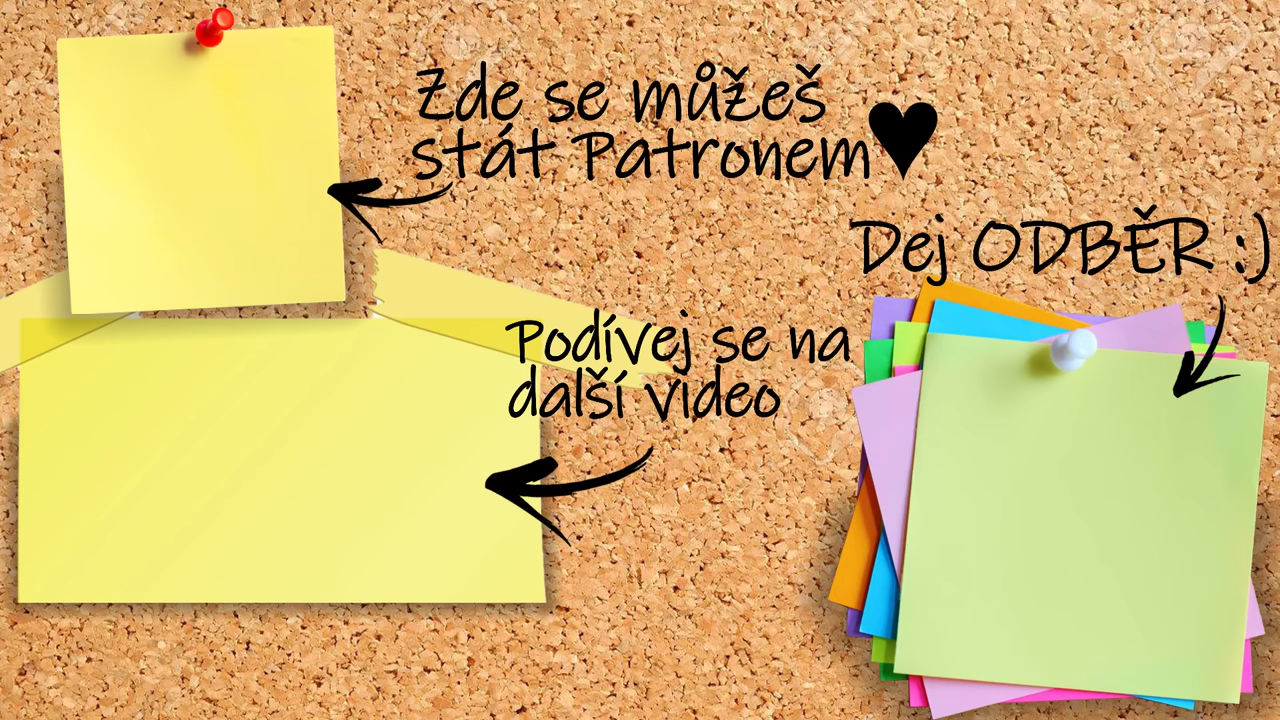 Zde se můžeš
stát Patronem♥
Dej ODBĚR :)
Podívej se na
další video